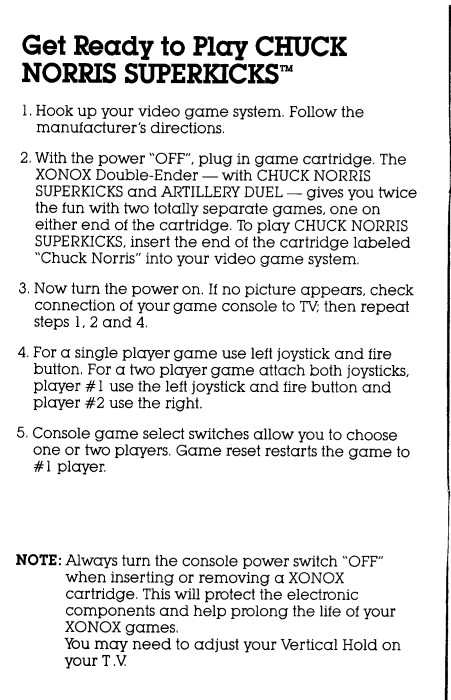 Get Ready to Play CHUCK
NORRIS SUPERKICKS™
1. Hook up your video game system. Follow the
manufacturer's directions.
2. With the power "OFF", plug in game cartridge. The
XONOX Double-Ender — with CHUCK NORRIS
SUPERKICKS and ARTILLERY DUEL — gives you twice
the fun with two totally separate games, one on
either end of the cartridge. To play CHUCK NORRIS
SUPERKICKS, insert the end of the cartridge labeled
"Chuck Norris" into your video game system.
3. Now turn the power on. If no picture appears, check
connection of your game console to TV; then repeat
steps 1, 2 and 4.
4. For a single player game use left joystick and fire
button. For a two player game attach both joysticks,
player #1 use the left joystick and fire button and
player #2 use the right.
5. Console game select switches allow you to choose
one or two players. Game reset restarts the game to
#1 player.
NOTE: Always turn the console power switch "OFF"
when inserting or removing a XONOX
cartridge. This will protect the electronic
components and help prolong the life of your
XONOX games.
You may need to adjust your Vertical Hold on
your T.V.